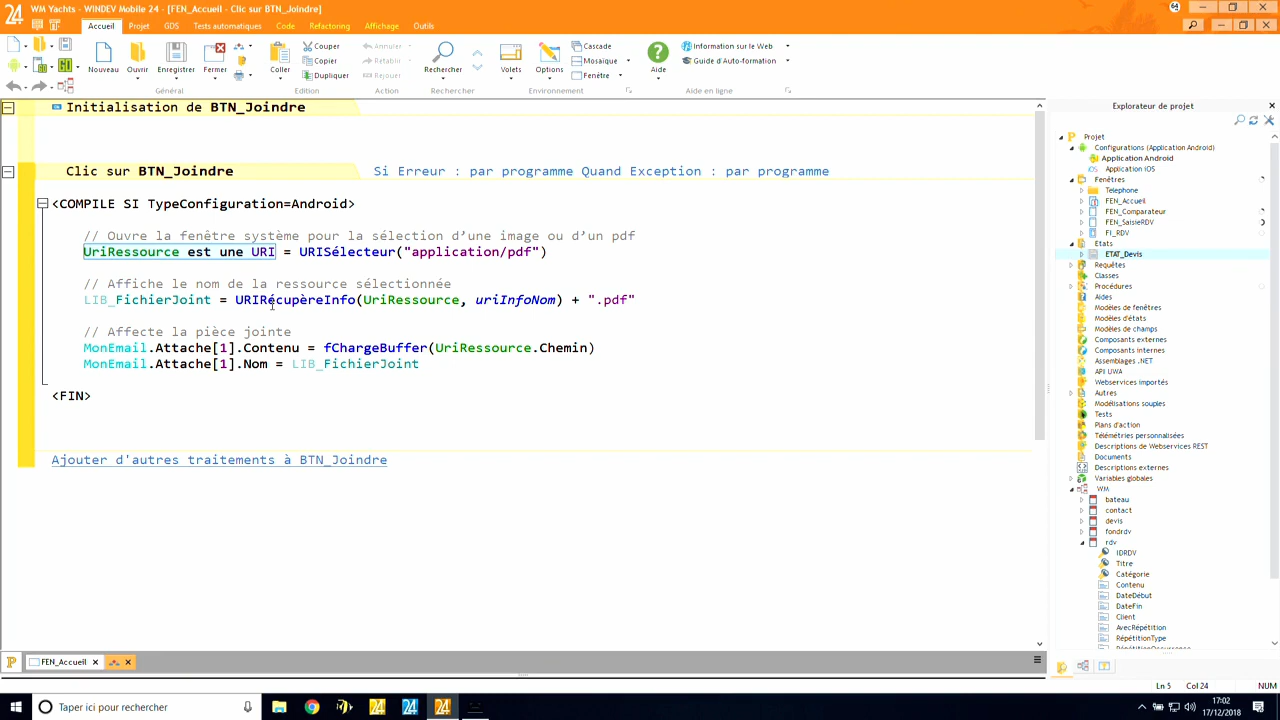 24 WM Yachts - WINDEV Mobile 24 - [FEN_Accueil - Clic sur BTN_Joindre]
64
Accueil Projet GDS Tests automatiques Code Refactoring Affichage Outils
Nouveau Ouvrir Enregistrer Fermer
Général
Coller Couper
Copier
Dupliquer
Edition
Annuler
Rétablir
Rejouer
Action
Rechercher
Rechercher
Volets Options Cascade
Mosaïque
Fenêtre
Environnement
Aide Information sur le Web
Guide d'Auto-formation
Aide en ligne
Initialisation de BTN_Joindre
Clic sur BTN_Joindre Si Erreur : par programme Quand Exception : par programme
<COMPILE SI TypeConfiguration=Android>
// Ouvre la fenêtre système pour la sélection d'une image ou d'un pdf
UriRessource est une URI = URISélecteur("application/pdf")
// Affiche le nom de la ressource sélectionnée
LIB_FichierJoint = URIRécupèreInfo(UriRessource, uriInfoNom) + ".pdf"
// Affecte la pièce jointe
MonEmail.Attache[1].Contenu = fChargeBuffer(UriRessource.Chemin)
MonEmail.Attache[1].Nom = LIB_FichierJoint
<FIN>
Ajouter d'autres traitements à BTN_Joindre
Explorateur de projet
Projet
Configurations (Application Android)
Application Android
Application iOS
Fenêtres
Telephone
FEN_Accueil
FEN_Comparateur
FEN_SaisieRDV
FI_RDV
Etats
ETAT_Devis
Requêtes
Classes
Procédures
Aides
Modèles de fenêtres
Modèles d'états
Modèles de champs
Composants externes
Composants internes
Assemblages .NET
API UWA
Webservices importés
Autres
Modélisations souples
Tests
Plans d'action
Télémétries personnalisées
Descriptions de Webservices REST
Documents
Descriptions externes
Variables globales
WM
bateau
contact
devis
fondrdv
rdv
IDRDV
Titre
Catégorie
Contenu
DateDébut
DateFin
Client
AvecRépétition
RépétitionType
RépétitionOccurrence
FEN_Accueil
Ln 5 Col 24 NUM
Taper ici pour rechercher
24 24 24
17:02
17/12/2018